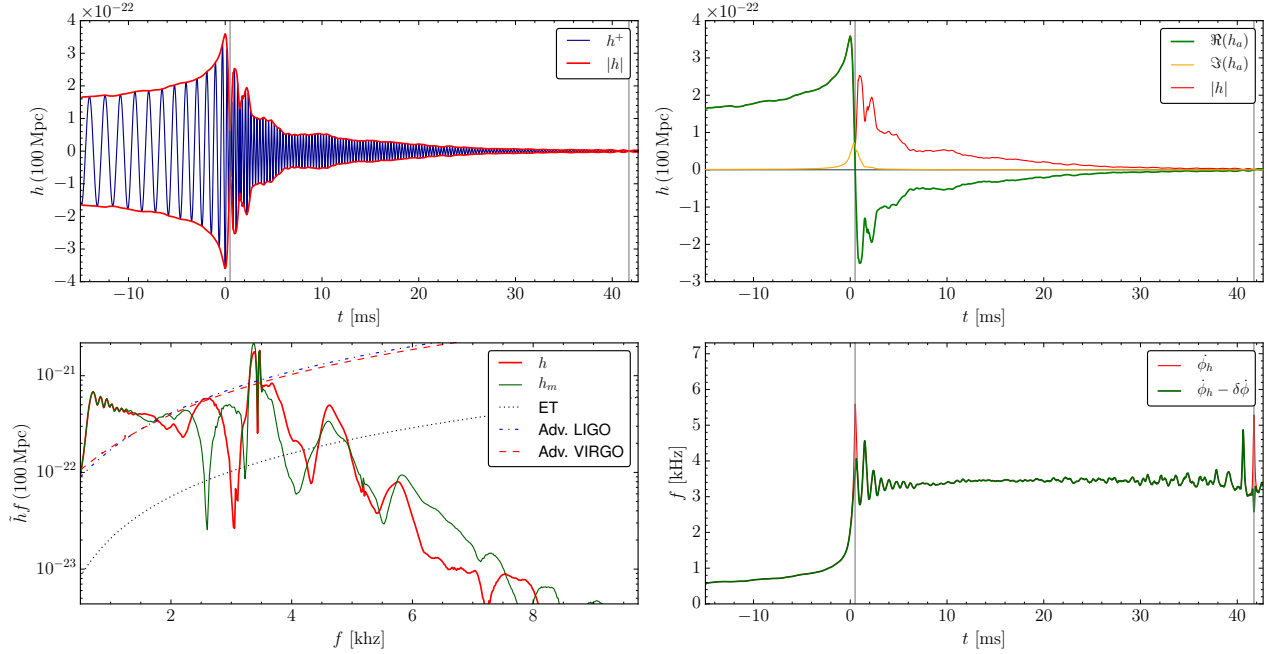 ×10⁻²²
h (100 Mpc)
4
3
2
1
0
−1
−2
−3
−4
h⁺
|h|
−10
0
10
20
30
40
t [ms]
×10⁻²²
h (100 Mpc)
4
3
2
1
0
−1
−2
−3
ℜ(hₐ)
ℑ(hₐ)
|h|
−10
0
10
20
30
40
t [ms]
h̃f (100 Mpc)
10⁻²¹
10⁻²²
10⁻²³
h
hₘ
ET
Adv. LIGO
Adv. VIRGO
2
4
6
8
f [khz]
f [kHz]
7
6
5
4
3
2
1
0
ϕ̇ₕ
ϕ̇ₕ − δϕ̇
−10
0
10
20
30
40
t [ms]